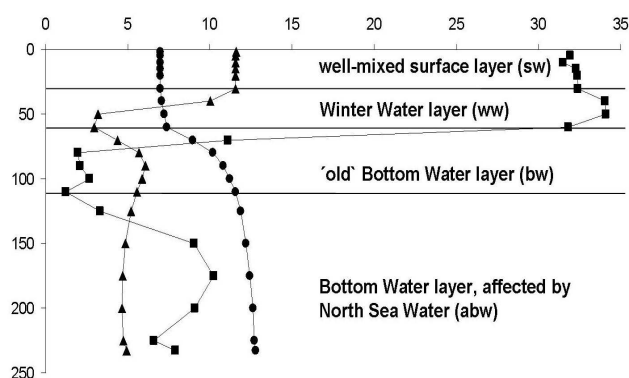 0 5 10 15 20 25 30 35
0
well-mixed surface layer (sw)
Winter Water layer (ww)
50
´old` Bottom Water layer (bw)
100
150
Bottom Water layer, affected by
North Sea Water (abw)
200
250